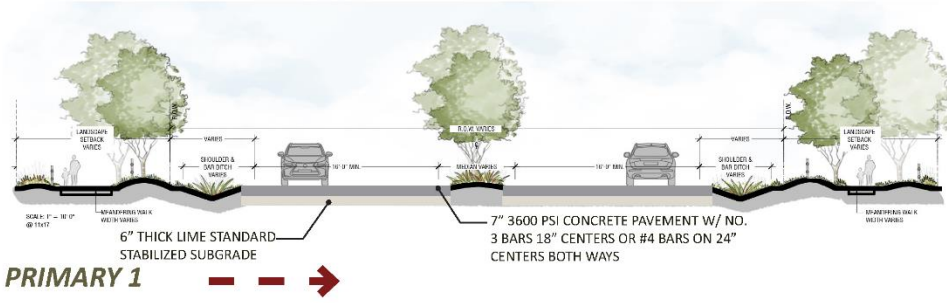 R.O.W.
R.O.W.
LANDSCAPE
SETBACK
VARIES
VARIES
R.O.W. VARIES
VARIES
LANDSCAPE
SETBACK
VARIES
SHOULDER &
BAR DITCH
VARIES
16'-0" MIN.
MEDIAN VARIES
16'-0" MIN.
SHOULDER &
BAR DITCH
VARIES
SCALE: 1" = 10'-0"
@ 11x17
MEANDERING WALK
WIDTH VARIES
MEANDERING WALK
WIDTH VARIES
6” THICK LIME STANDARD
STABILIZED SUBGRADE
7” 3600 PSI CONCRETE PAVEMENT W/ NO.
3 BARS 18” CENTERS OR #4 BARS ON 24”
CENTERS BOTH WAYS
PRIMARY 1